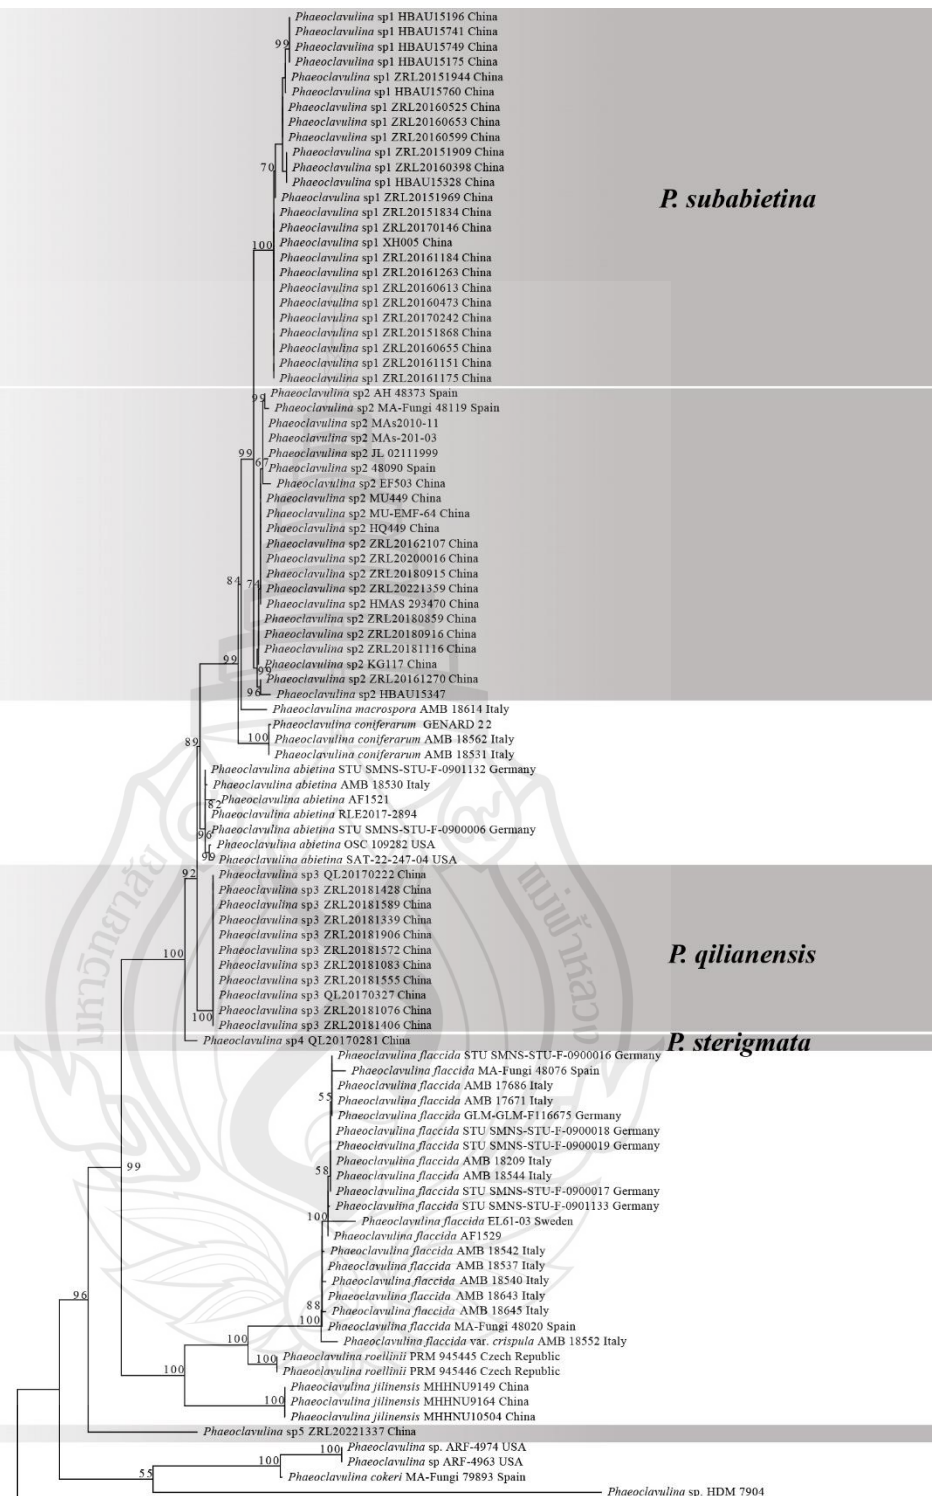 Phaeoclavulina sp1 HBAU15196 China
Phaeoclavulina sp1 HBAU15741 China
99
Phaeoclavulina sp1 HBAU15749 China
Phaeoclavulina sp1 HBAU15175 China
Phaeoclavulina sp1 ZRL20151944 China
Phaeoclavulina sp1 HBAU15760 China
Phaeoclavulina sp1 ZRL20160525 China
Phaeoclavulina sp1 ZRL20160653 China
Phaeoclavulina sp1 ZRL20160599 China
Phaeoclavulina sp1 ZRL20151909 China
70
Phaeoclavulina sp1 ZRL20160398 China
Phaeoclavulina sp1 HBAU15328 China
Phaeoclavulina sp1 ZRL20151969 China
P. subabietina
Phaeoclavulina sp1 ZRL20151834 China
Phaeoclavulina sp1 ZRL20170146 China
Phaeoclavulina sp1 XH005 China
100
Phaeoclavulina sp1 ZRL20161184 China
Phaeoclavulina sp1 ZRL20161263 China
Phaeoclavulina sp1 ZRL20160613 China
Phaeoclavulina sp1 ZRL20160473 China
Phaeoclavulina sp1 ZRL20170242 China
Phaeoclavulina sp1 ZRL20151868 China
Phaeoclavulina sp1 ZRL20160655 China
Phaeoclavulina sp1 ZRL20161151 China
Phaeoclavulina sp1 ZRL20161175 China
Phaeoclavulina sp2 AH 48373 Spain
99
Phaeoclavulina sp2 MA-Fungi 48119 Spain
Phaeoclavulina sp2 MAs2010-11
Phaeoclavulina sp2 MAs-201-03
99
Phaeoclavulina sp2 JL 02111999
67
Phaeoclavulina sp2 48090 Spain
Phaeoclavulina sp2 EF503 China
Phaeoclavulina sp2 MU449 China
Phaeoclavulina sp2 MU-EMF-64 China
Phaeoclavulina sp2 HQ449 China
Phaeoclavulina sp2 ZRL20162107 China
Phaeoclavulina sp2 ZRL20200016 China
Phaeoclavulina sp2 ZRL20180915 China
84
74
Phaeoclavulina sp2 ZRL20221359 China
Phaeoclavulina sp2 HMAS 293470 China
Phaeoclavulina sp2 ZRL20180859 China
Phaeoclavulina sp2 ZRL20180916 China
Phaeoclavulina sp2 ZRL20181116 China
99
Phaeoclavulina sp2 KG117 China
99
Phaeoclavulina sp2 ZRL20161270 China
96
Phaeoclavulina sp2 HBAU15347
Phaeoclavulina macrospora AMB 18614 Italy
Phaeoclavulina coniferarum GENARD 22
100
Phaeoclavulina coniferarum AMB 18562 Italy
89
Phaeoclavulina coniferarum AMB 18531 Italy
Phaeoclavulina abietina STU SMNS-STU-F-0901132 Germany
Phaeoclavulina abietina AMB 18530 Italy
82
Phaeoclavulina abietina AF1521
Phaeoclavulina abietina RLE2017-2894
Phaeoclavulina abietina STU SMNS-STU-F-0900006 Germany
96
Phaeoclavulina abietina OSC 109282 USA
99
Phaeoclavulina abietina SAT-22-247-04 USA
92
Phaeoclavulina sp3 QL20170222 China
Phaeoclavulina sp3 ZRL20181428 China
Phaeoclavulina sp3 ZRL20181589 China
Phaeoclavulina sp3 ZRL20181339 China
Phaeoclavulina sp3 ZRL20181906 China
100
Phaeoclavulina sp3 ZRL20181572 China
P. qilianensis
Phaeoclavulina sp3 ZRL20181083 China
Phaeoclavulina sp3 ZRL20181555 China
Phaeoclavulina sp3 QL20170327 China
Phaeoclavulina sp3 ZRL20181076 China
100
Phaeoclavulina sp3 ZRL20181406 China
Phaeoclavulina sp4 QL20170281 China
P. sterigmata
Phaeoclavulina flaccida STU SMNS-STU-F-0900016 Germany
Phaeoclavulina flaccida MA-Fungi 48076 Spain
Phaeoclavulina flaccida AMB 17686 Italy
55
Phaeoclavulina flaccida AMB 17671 Italy
Phaeoclavulina flaccida GLM-GLM-F116675 Germany
Phaeoclavulina flaccida STU SMNS-STU-F-0900018 Germany
Phaeoclavulina flaccida STU SMNS-STU-F-0900019 Germany
Phaeoclavulina flaccida AMB 18209 Italy
99
58
Phaeoclavulina flaccida AMB 18544 Italy
Phaeoclavulina flaccida STU SMNS-STU-F-0900017 Germany
Phaeoclavulina flaccida STU SMNS-STU-F-0901133 Germany
100
Phaeoclavulina flaccida EL61-03 Sweden
Phaeoclavulina flaccida AF1529
Phaeoclavulina flaccida AMB 18542 Italy
Phaeoclavulina flaccida AMB 18537 Italy
Phaeoclavulina flaccida AMB 18540 Italy
96
Phaeoclavulina flaccida AMB 18643 Italy
88
Phaeoclavulina flaccida AMB 18645 Italy
100
Phaeoclavulina flaccida MA-Fungi 48020 Spain
100
Phaeoclavulina flaccida var. crispula AMB 18552 Italy
100
Phaeoclavulina roellinii PRM 945445 Czech Republic
100
Phaeoclavulina roellinii PRM 945446 Czech Republic
Phaeoclavulina jilinensis MHHNU9149 China
100
Phaeoclavulina jilinensis MHHNU9164 China
Phaeoclavulina jilinensis MHHNU10504 China
Phaeoclavulina sp5 ZRL20221337 China
100
Phaeoclavulina sp. ARF-4974 USA
100
Phaeoclavulina sp ARF-4963 USA
55
Phaeoclavulina cokeri MA-Fungi 79893 Spain
Phaeoclavulina sp. HDM 7904
มหาวิทยาลัย
แม่ฟ้าหลวง